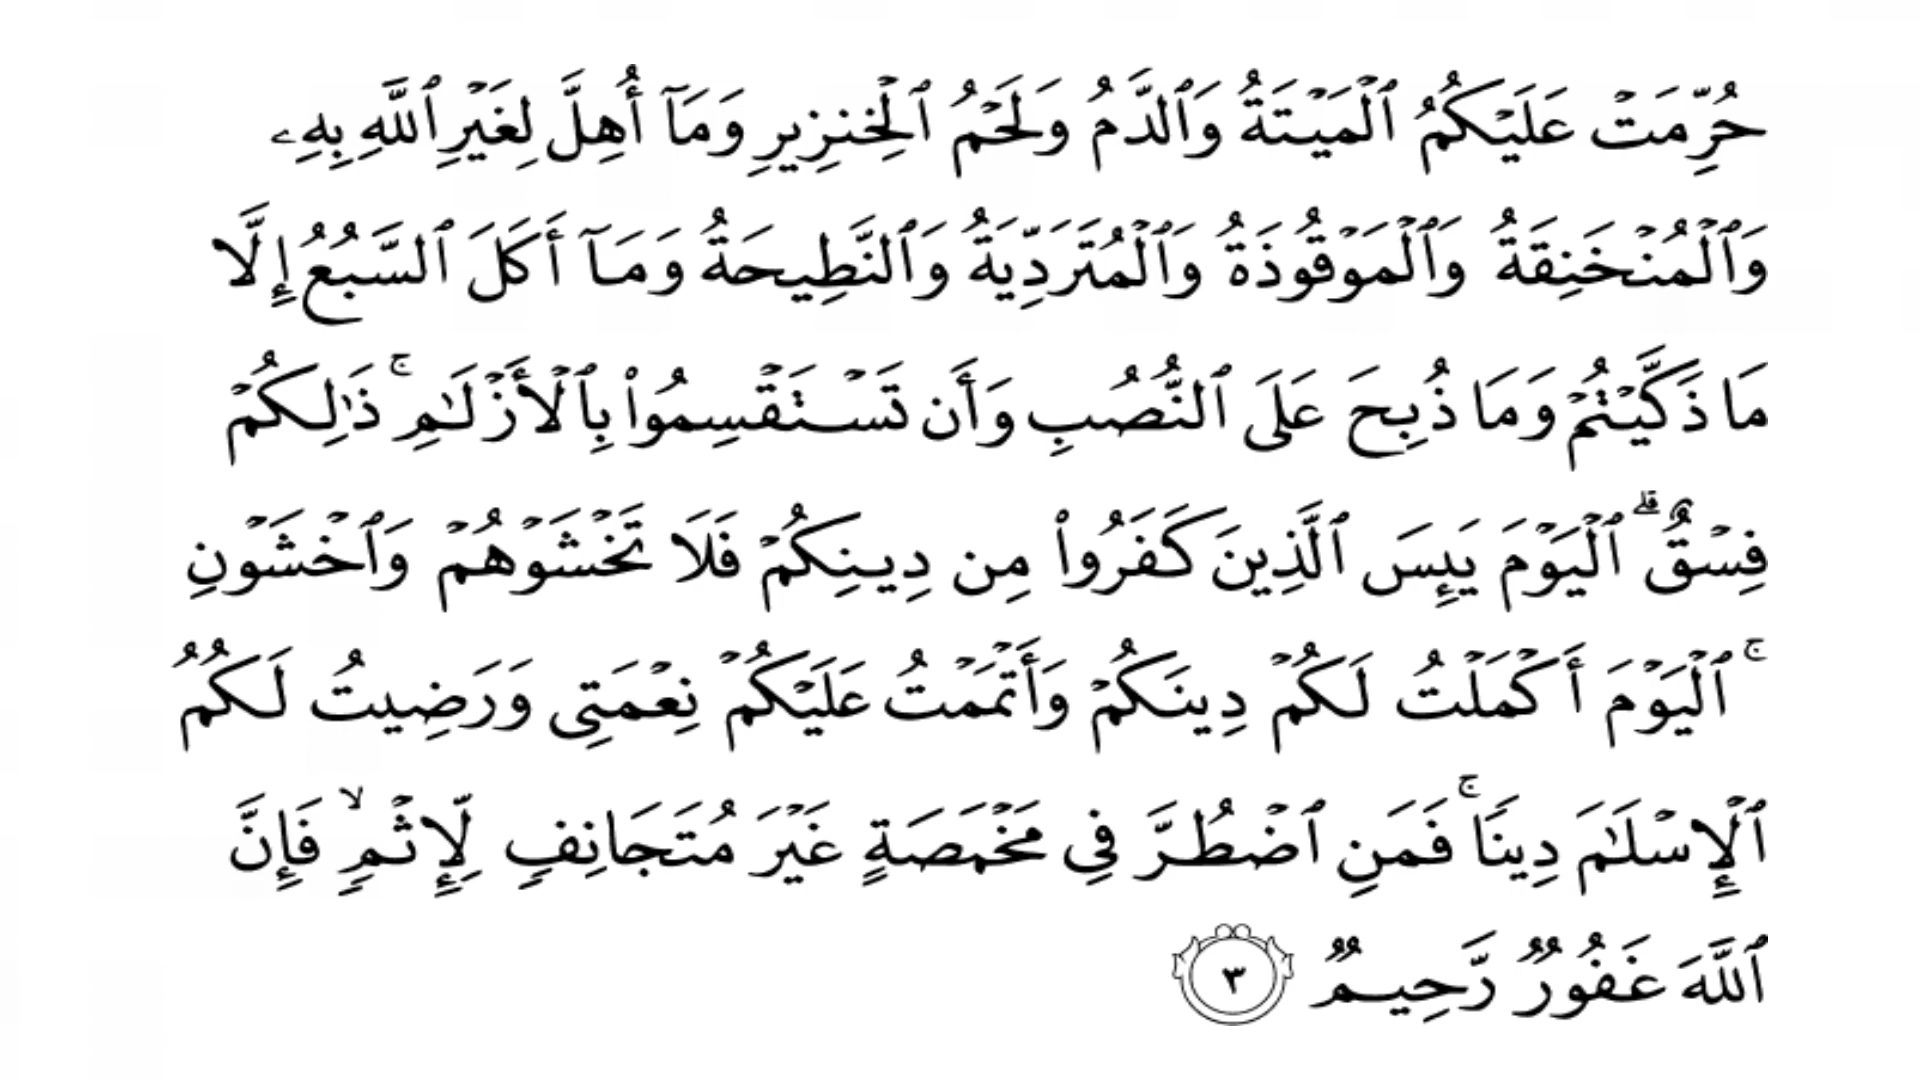 حُرِّمَتْ عَلَيْكُمُ ٱلْمَيْتَةُ وَٱلدَّمُ وَلَحْمُ ٱلْخِنزِيرِ وَمَآ أُهِلَّ لِغَيْرِ ٱللَّهِ بِهِۦ
وَٱلْمُنْخَنِقَةُ وَٱلْمَوْقُوذَةُ وَٱلْمُتَرَدِّيَةُ وَٱلنَّطِيحَةُ وَمَآ أَكَلَ ٱلسَّبُعُ إِلَّا
مَا ذَكَّيْتُمْ وَمَا ذُبِحَ عَلَى ٱلنُّصُبِ وَأَن تَسْتَقْسِمُوا۟ بِٱلْأَزْلَـٰمِ ۚ ذَٰلِكُمْ
فِسْقٌ ۗ ٱلْيَوْمَ يَئِسَ ٱلَّذِينَ كَفَرُوا۟ مِن دِينِكُمْ فَلَا تَخْشَوْهُمْ وَٱخْشَوْنِ
ۚ ٱلْيَوْمَ أَكْمَلْتُ لَكُمْ دِينَكُمْ وَأَتْمَمْتُ عَلَيْكُمْ نِعْمَتِى وَرَضِيتُ لَكُمُ
ٱلْإِسْلَـٰمَ دِينًا ۚ فَمَنِ ٱضْطُرَّ فِى مَخْمَصَةٍ غَيْرَ مُتَجَانِفٍ لِّإِثْمٍ ۙ فَإِنَّ
ٱللَّهَ غَفُورٌ رَّحِيمٌ ٣